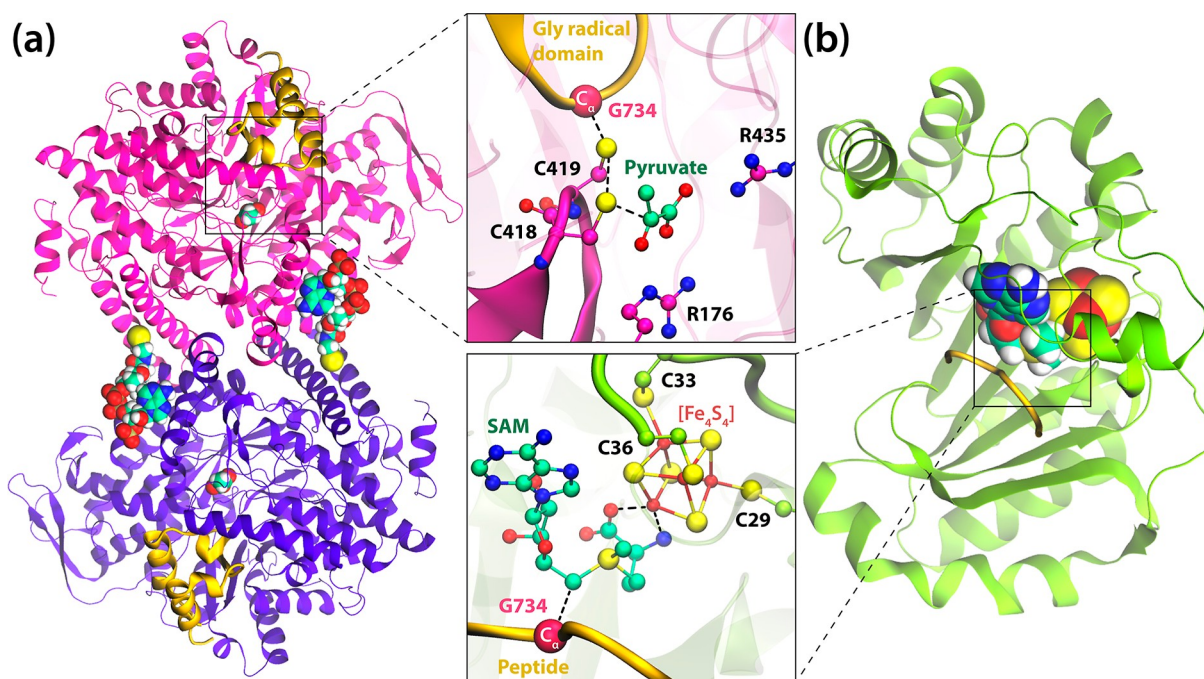 (a)
Gly radical
domain
Cα
G734
R435
C419
Pyruvate
C418
R176
(b)
C33
[Fe4S4]
SAM
C36
C29
G734
Cα
Peptide